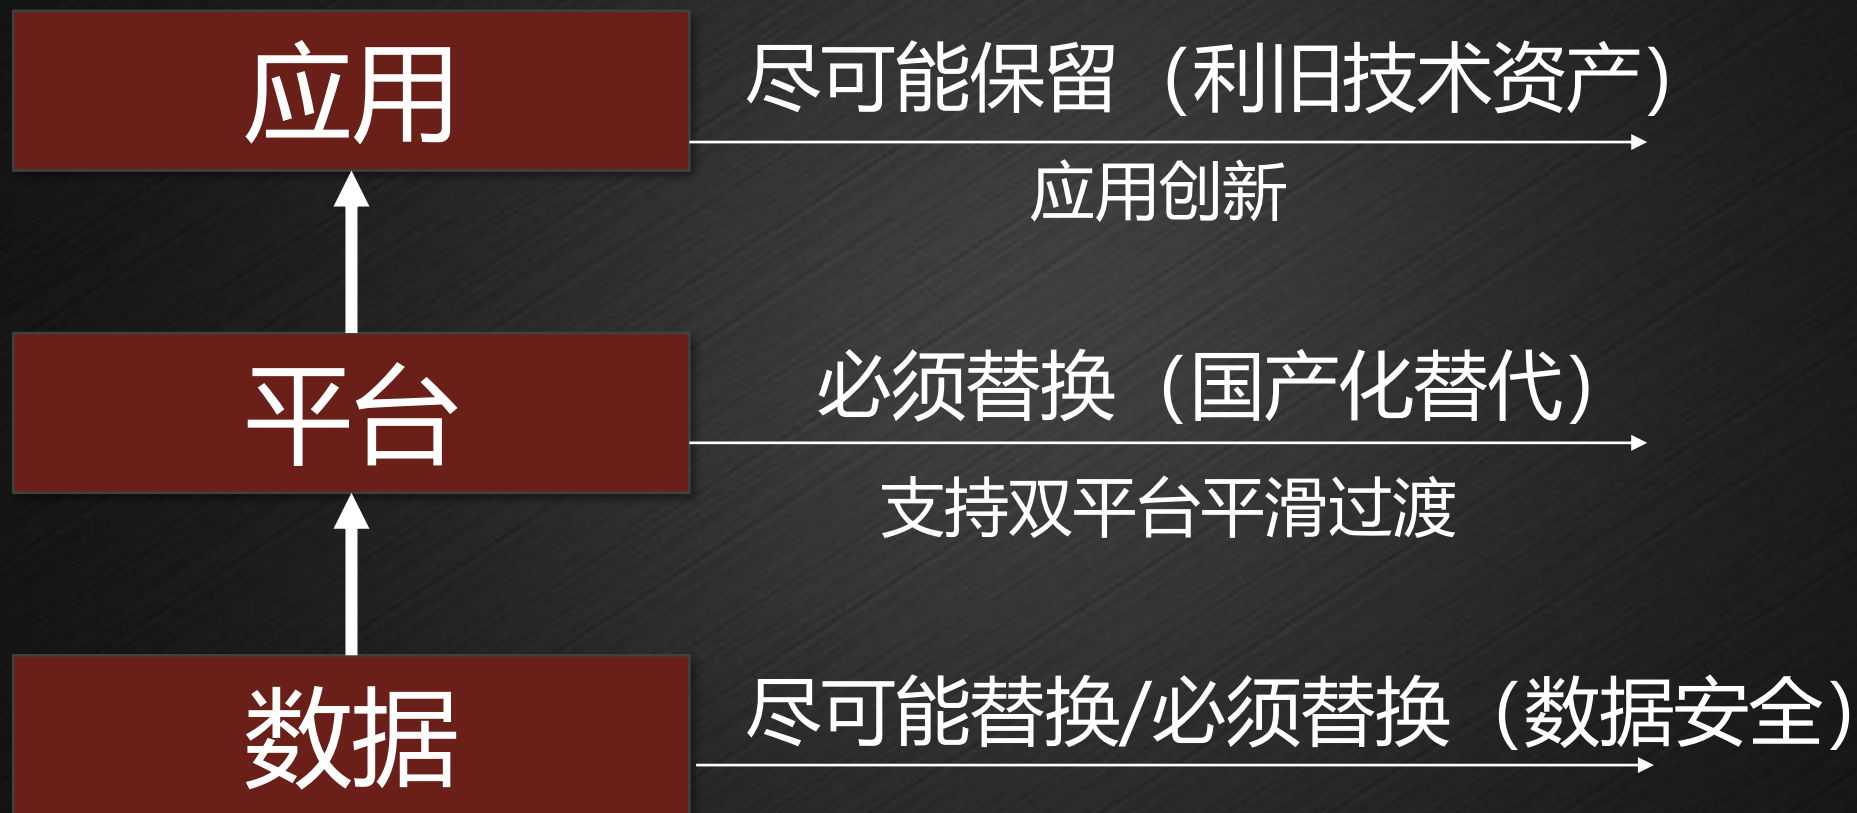 应用
尽可能保留（利旧技术资产）
应用创新
平台
必须替换（国产化替代）
支持双平台平滑过渡
数据
尽可能替换/必须替换（数据安全）